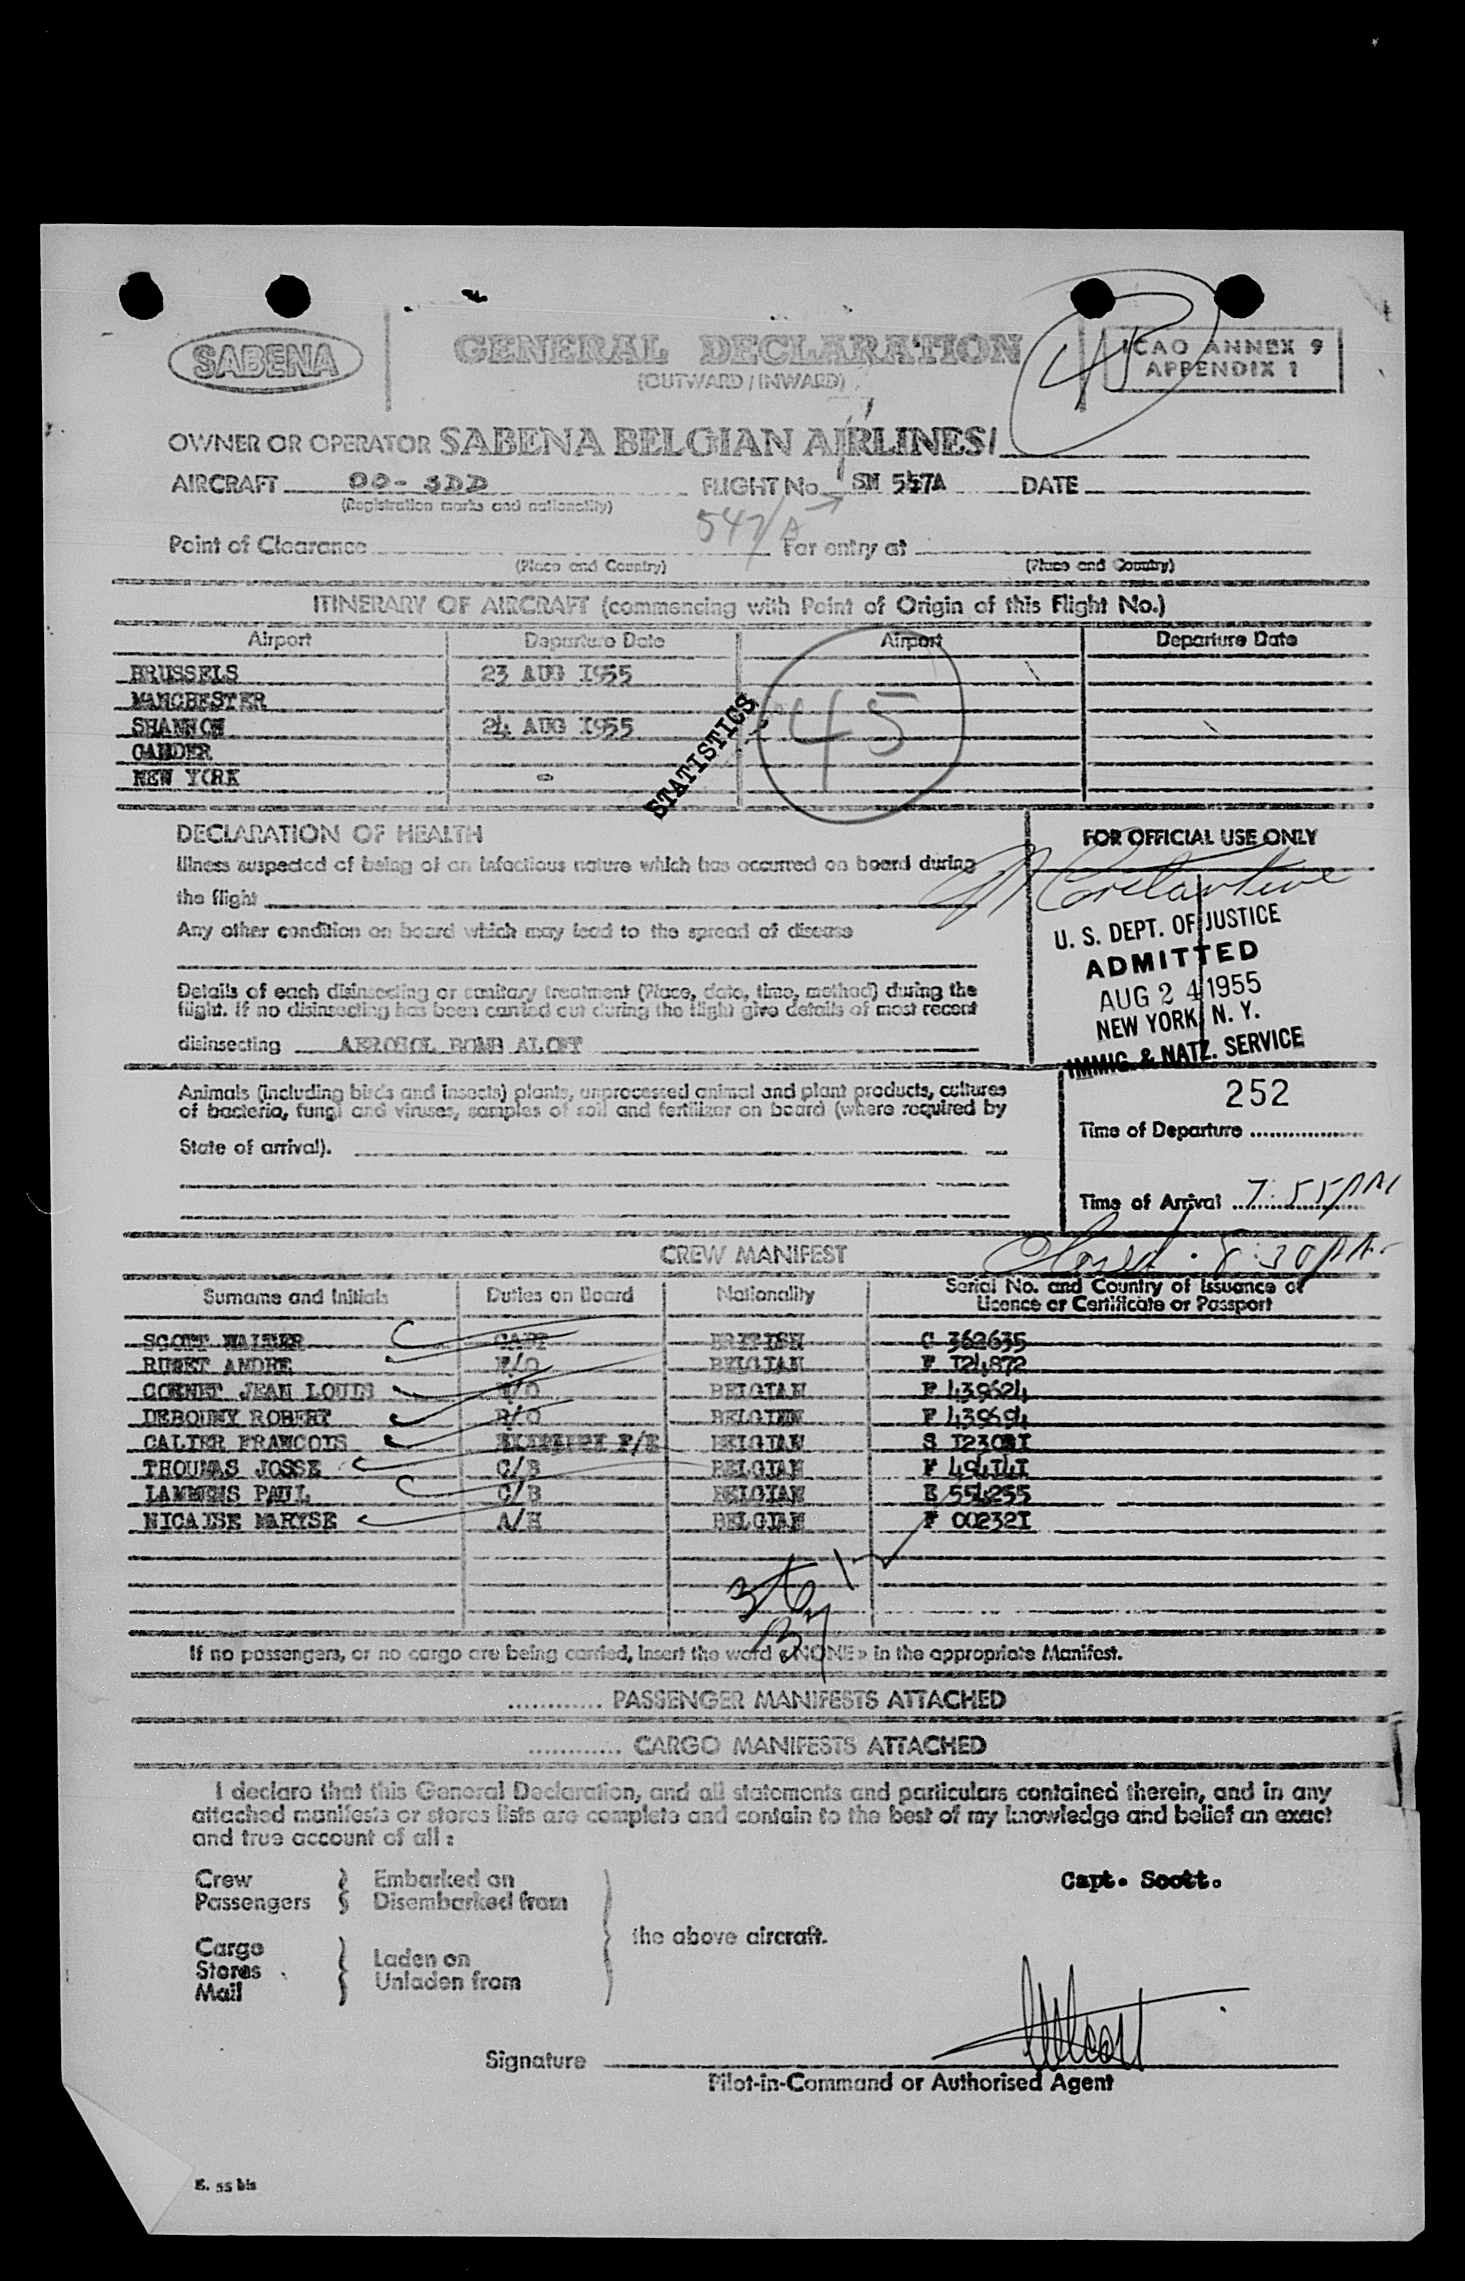 SABENA
GENERAL DECLARATION
(OUTWARD / INWARD)
ICAO ANNEX 9
APPENDIX 1
45
OWNER OR OPERATOR SABENA BELGIAN AIRLINES/
AIRCRAFT OO-SDD FLIGHT No SN 547A DATE
(Registration marks and nationality)
547/A
Point of Clearance For entry at
(Place and Country) (Place and Country)
ITINERARY OF AIRCRAFT (commencing with Point of Origin of this Flight No.)
Airport Departure Date Airport Departure Date
BRUSSELS 23 AUG I955
MANCHESTER
SHANNON 24 AUG I955
GANDER
NEW YORK -
STATISTICS
45
DECLARATION OF HEALTH
Illness suspected of being of an infectious nature which has occurred on board during
the flight
Any other condition on board which may lead to the spread of disease
Details of each disinsecting or sanitary treatment (Place, date, time, method) during the
flight. If no disinsecting has been carried out during the flight give details of most recent
disinsecting AEROSOL BOMB ALOFT
FOR OFFICIAL USE ONLY
U. S. DEPT. OF JUSTICE
ADMITTED
AUG 24 1955
NEW YORK, N. Y.
IMMIG. & NATZ. SERVICE
252
Animals (including birds and insects) plants, unprocessed animal and plant products, cultures
of bacteria, fungi and viruses, samples of soil and fertilizer on board (where required by
State of arrival).
Time of Departure
Time of Arrival 7:55 PM
Closed. 8:30 PM
CREW MANIFEST
Surname and Initials Duties on Board Nationality Serial No. and Country of Issuance of
Licence or Certificate or Passport
SCOTT WALTER CAPT BRITISH C 362635
ANDRE F/O BELGIAN F I24872
CORNET JEAN LOUIS BELGIAN F 439624
ROBERT R/O BELGIAN F 439694
FRANCOIS F/E BELGIAN
JOSSE C/B BELGIAN F 494I4I
LAMMENS PAUL C/B BELGIAN E 554255
NICAISE MARYSE A/H BELGIAN F 00232I
If no passengers, or no cargo are being carried, insert the word «NONE» in the appropriate Manifest.
............ PASSENGER MANIFESTS ATTACHED
............ CARGO MANIFESTS ATTACHED
I declare that this General Declaration, and all statements and particulars contained therein, and in any
attached manifests or stores lists are complete and contain to the best of my knowledge and belief an exact
and true account of all :
Crew Embarked on
Passengers Disembarked from
Capt. Scott.
the above aircraft.
Cargo
Stores Laden on
Mail Unladen from
Signature
Pilot-in-Command or Authorised Agent
E. 55 bis